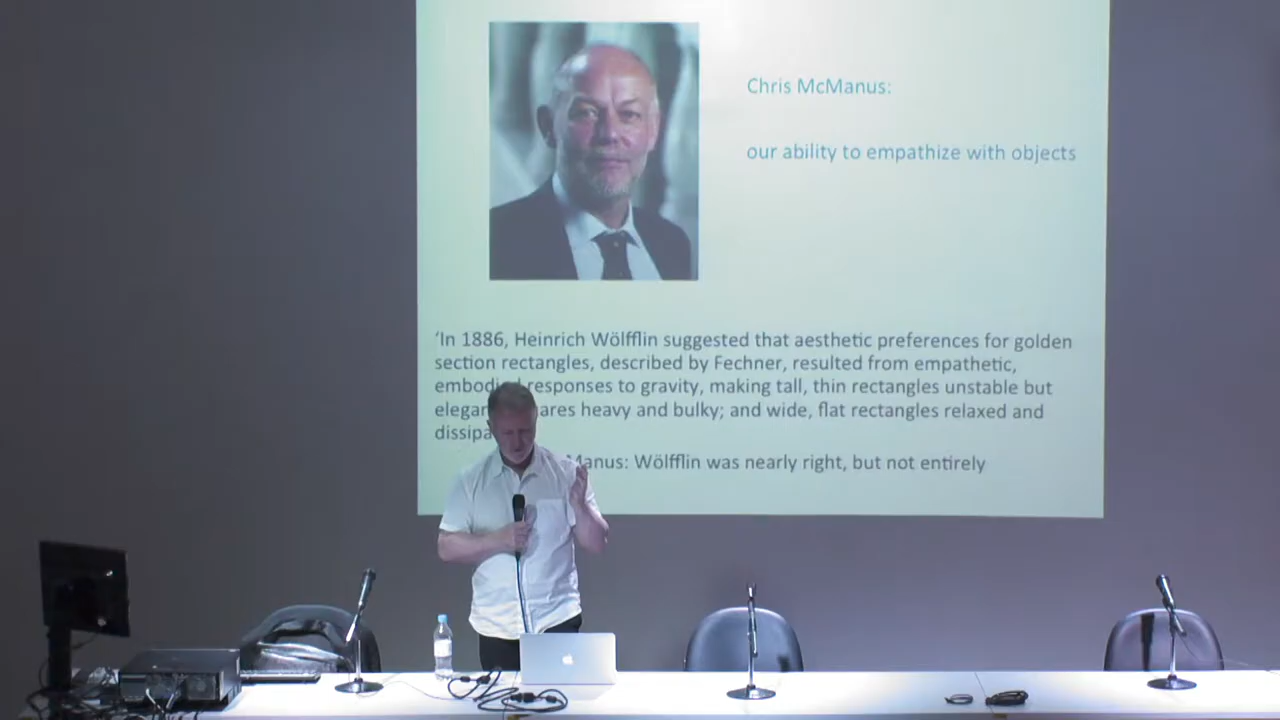 Chris McManus:
our ability to empathize with objects
‘In 1886, Heinrich Wölfflin suggested that aesthetic preferences for golden
section rectangles, described by Fechner, resulted from empathetic,
responses to gravity, making tall, thin rectangles unstable but
heavy and bulky; and wide, flat rectangles relaxed and
Wölfflin was nearly right, but not entirely